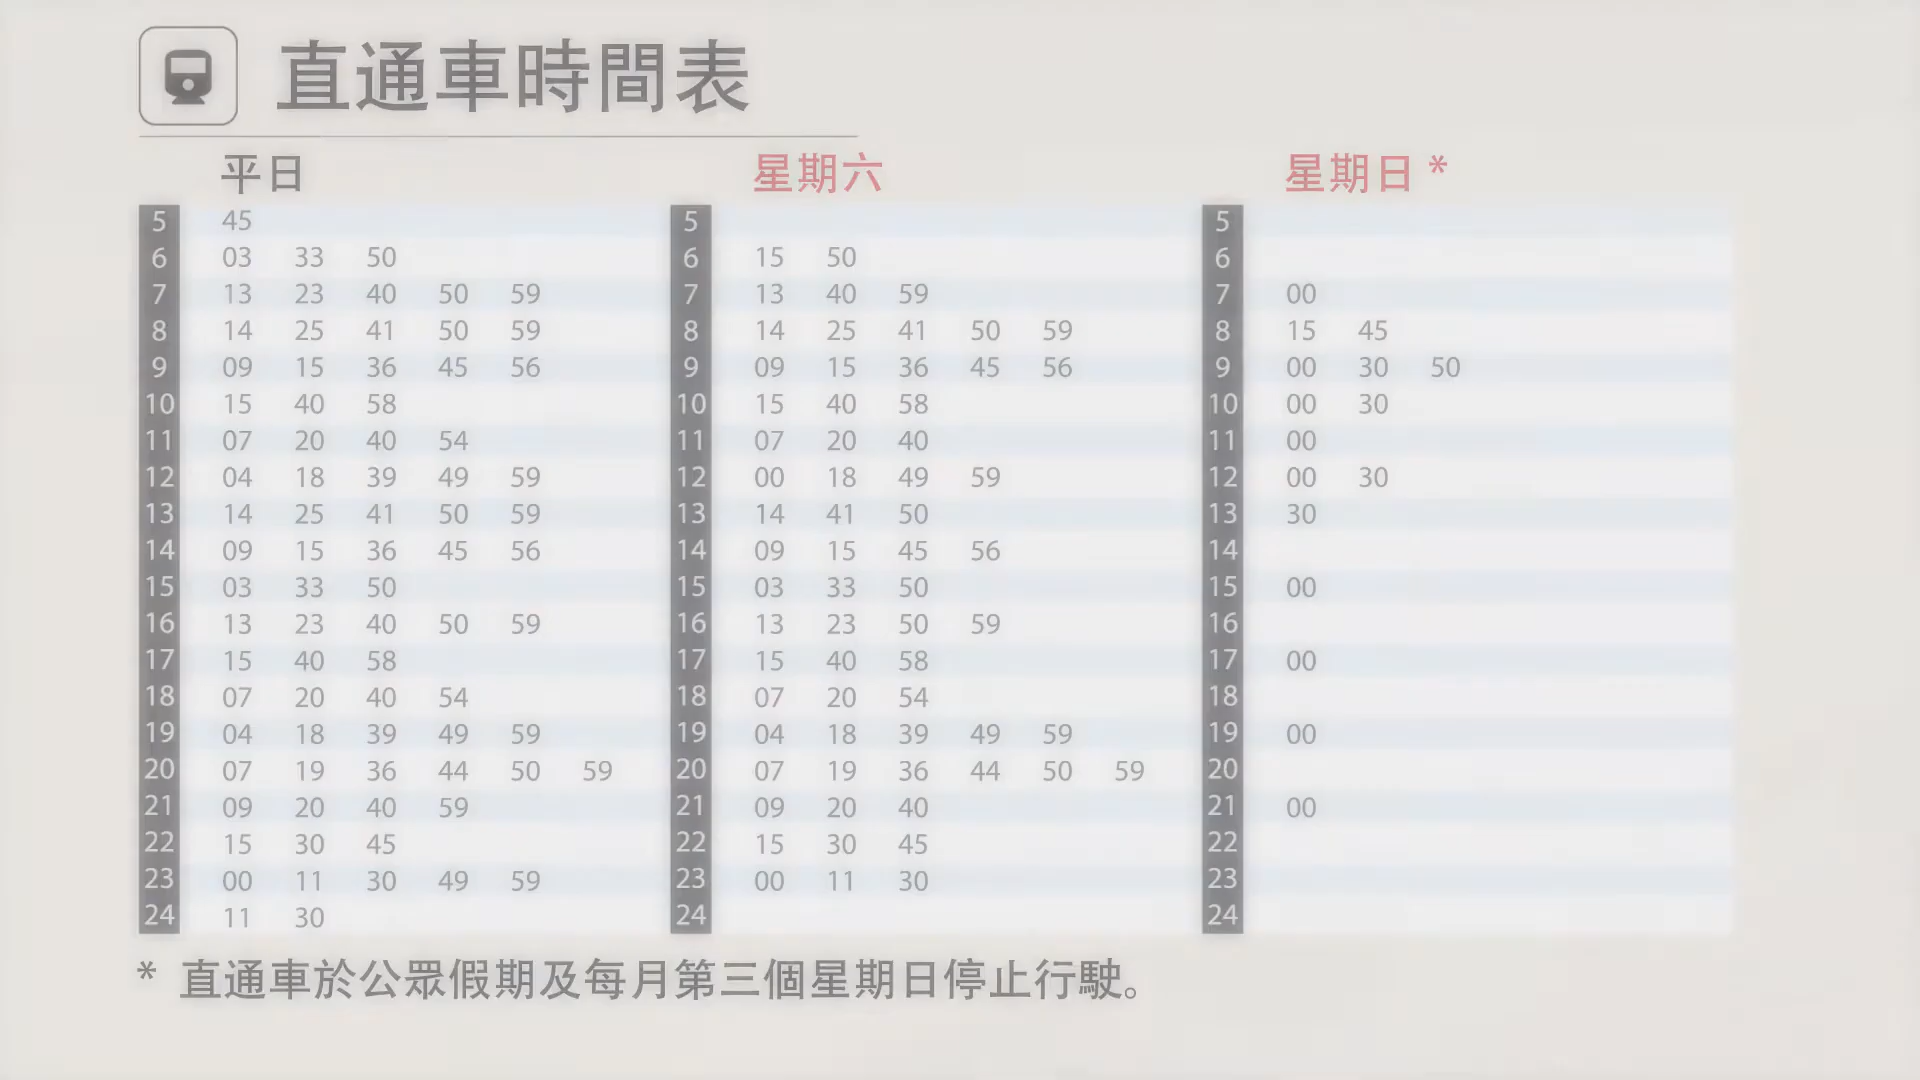 直通車時間表
平日 星期六 星期日*
5 45 5 5
6 03 33 50 6 15 50 6
7 13 23 40 50 59 7 13 40 59 7 00
8 14 25 41 50 59 8 14 25 41 50 59 8 15 45
9 09 15 36 45 56 9 09 15 36 45 56 9 00 30 50
10 15 40 58 10 15 40 58 10 00 30
11 07 20 40 54 11 07 20 40 11 00
12 04 18 39 49 59 12 00 18 49 59 12 00 30
13 14 25 41 50 59 13 14 41 50 13 30
14 09 15 36 45 56 14 09 15 45 56 14
15 03 33 50 15 03 33 50 15 00
16 13 23 40 50 59 16 13 23 50 59 16
17 15 40 58 17 15 40 58 17 00
18 07 20 40 54 18 07 20 54 18
19 04 18 39 49 59 19 04 18 39 49 59 19 00
20 07 19 36 44 50 59 20 07 19 36 44 50 59 20
21 09 20 40 59 21 09 20 40 21 00
22 15 30 45 22 15 30 45 22
23 00 11 30 49 59 23 00 11 30 23
24 11 30 24 24
* 直通車於公眾假期及每月第三個星期日停止行駛。